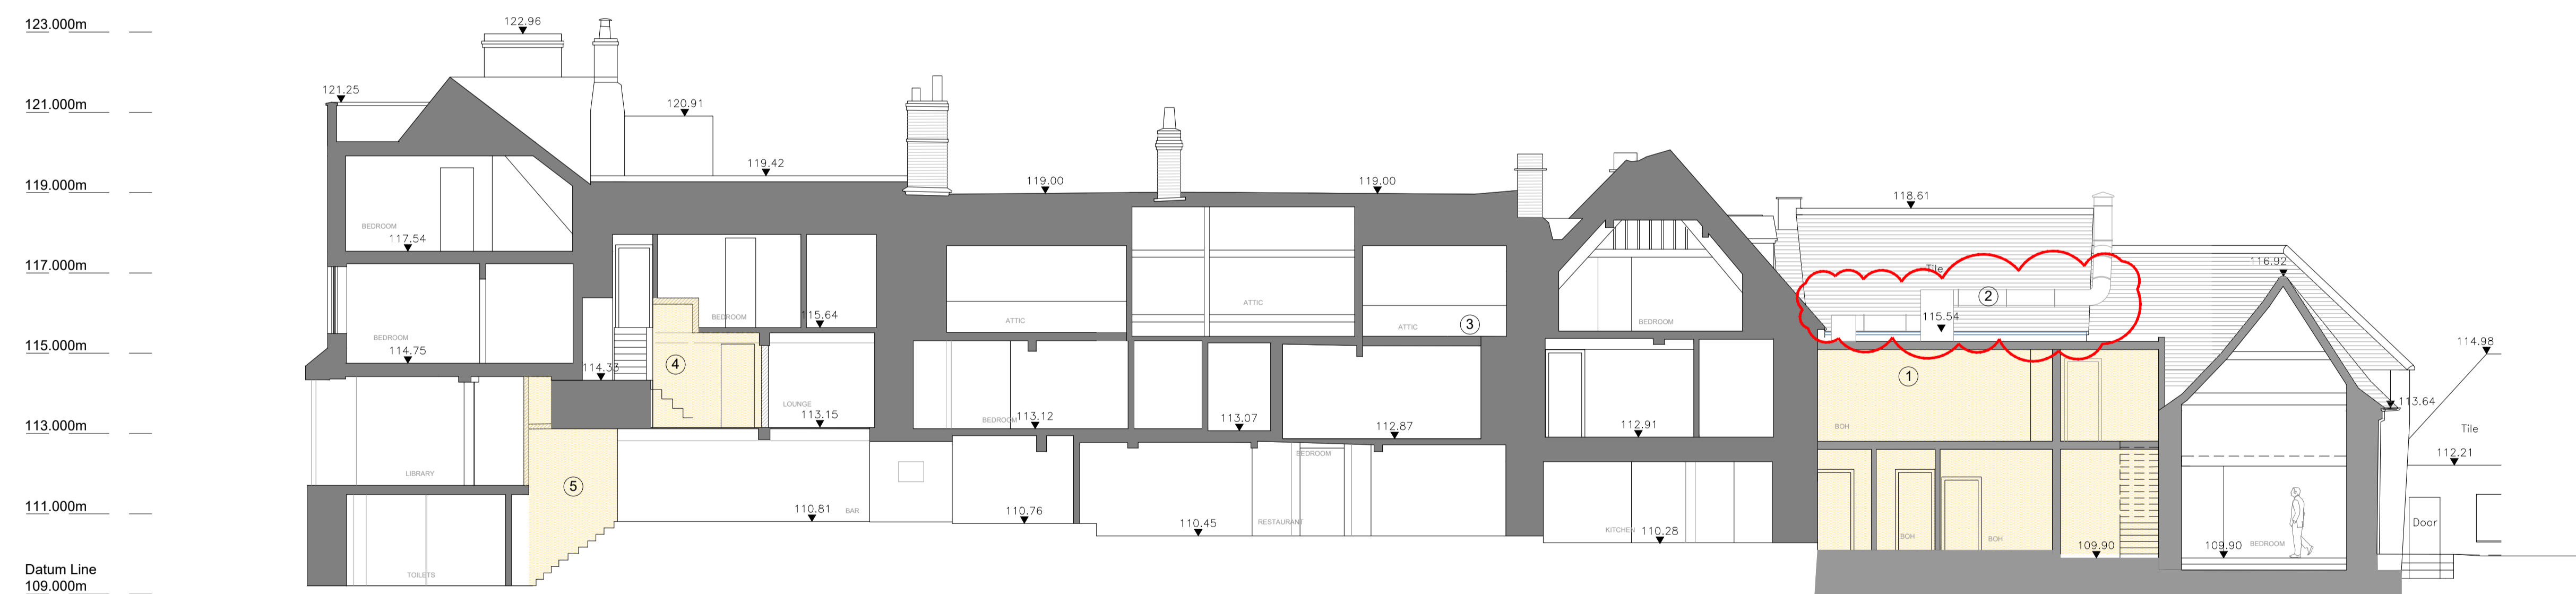 123.000m
122.96
121.25
121.000m
120.91
119.42
119.000m
119.00
119.00
118.61
BEDROOM
117.54
117.000m
Tile
116.92
2
115.54
BEDROOM
115.64
ATTIC
ATTIC
ATTIC
3
BEDROOM
115.000m
BEDROOM
114.75
114.33
4
114.98
1
LOUNGE
113.15
BEDROOM
113.12
113.07
112.87
112.91
BOH
113.64
113.000m
Tile
112.21
LIBRARY
5
BEDROOM
111.000m
110.81
BAR
110.76
110.45
RESTAURANT
KITCHEN
110.28
BOH
BOH
109.90
109.90
BEDROOM
Door
TOILETS
Datum Line
109.000m